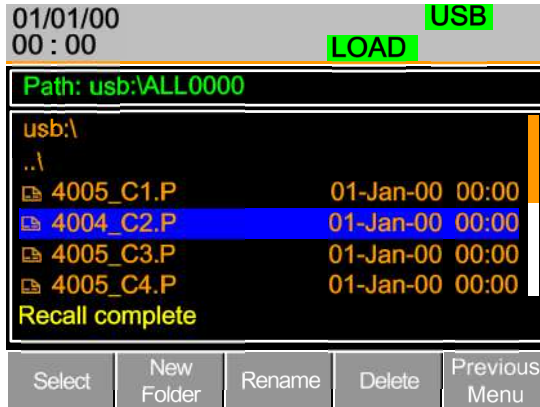 01/01/00 USB
00 : 00 LOAD
Path: usb:\ALL0000
usb:\
..\
4005_C1.P 01-Jan-00 00:00
4004_C2.P 01-Jan-00 00:00
4005_C3.P 01-Jan-00 00:00
4005_C4.P 01-Jan-00 00:00
Recall complete
Select
New
Folder
Rename
Delete
Previous
Menu